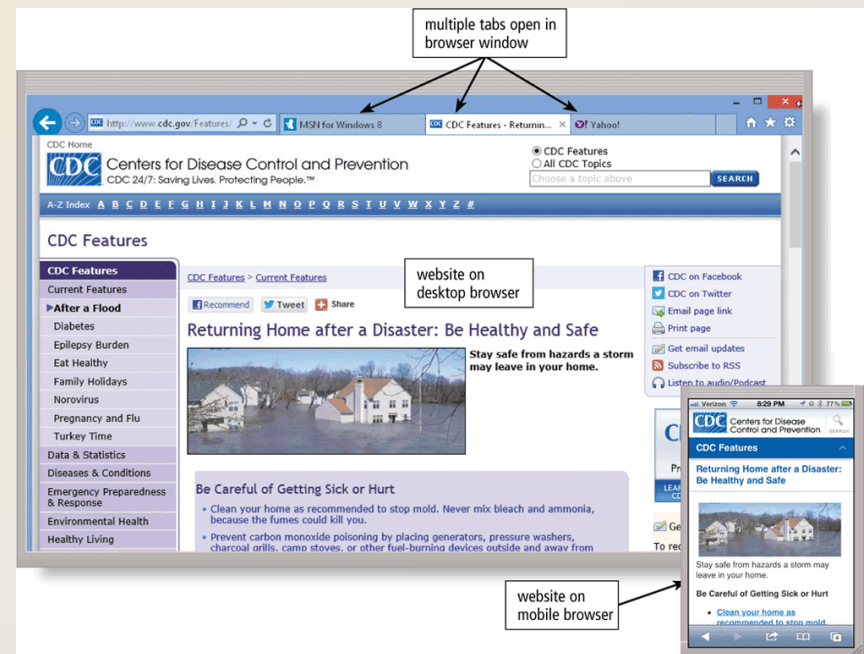 multiple tabs open in
browser window
http://www.cdc.gov/Features/
MSN for Windows 8
CDC Features - Returnin...
Yahoo!
CDC Home
CDC
Centers for Disease Control and Prevention
CDC 24/7: Saving Lives. Protecting People.™
CDC Features
All CDC Topics
Choose a topic above
SEARCH
A-Z Index A B C D E F G H I J K L M N O P Q R S T U V W X Y Z #
CDC Features
CDC Features
Current Features
After a Flood
Diabetes
Epilepsy Burden
Eat Healthy
Family Holidays
Norovirus
Pregnancy and Flu
Turkey Time
Data & Statistics
Diseases & Conditions
Emergency Preparedness
& Response
Environmental Health
Healthy Living
CDC Features > Current Features
website on
desktop browser
Recommend Tweet Share
Returning Home after a Disaster: Be Healthy and Safe
Stay safe from hazards a storm
may leave in your home.
Be Careful of Getting Sick or Hurt
• Clean your home as recommended to stop mold. Never mix bleach and ammonia,
because the fumes could kill you.
• Prevent carbon monoxide poisoning by placing generators, pressure washers,
charcoal grills, camp stoves, or other fuel-burning devices outside and away from
CDC on Facebook
CDC on Twitter
Email page link
Print page
Get email updates
Subscribe to RSS
Listen to audio/Podcast
Verizon 8:29 PM 77%
CDC
Centers for Disease
Control and Prevention
SEARCH
CDC Features
Returning Home after a Disaster:
Be Healthy and Safe
Stay safe from hazards a storm may
leave in your home.
Be Careful of Getting Sick or Hurt
• Clean your home as
recommended to stop mold.
To
website on
mobile browser